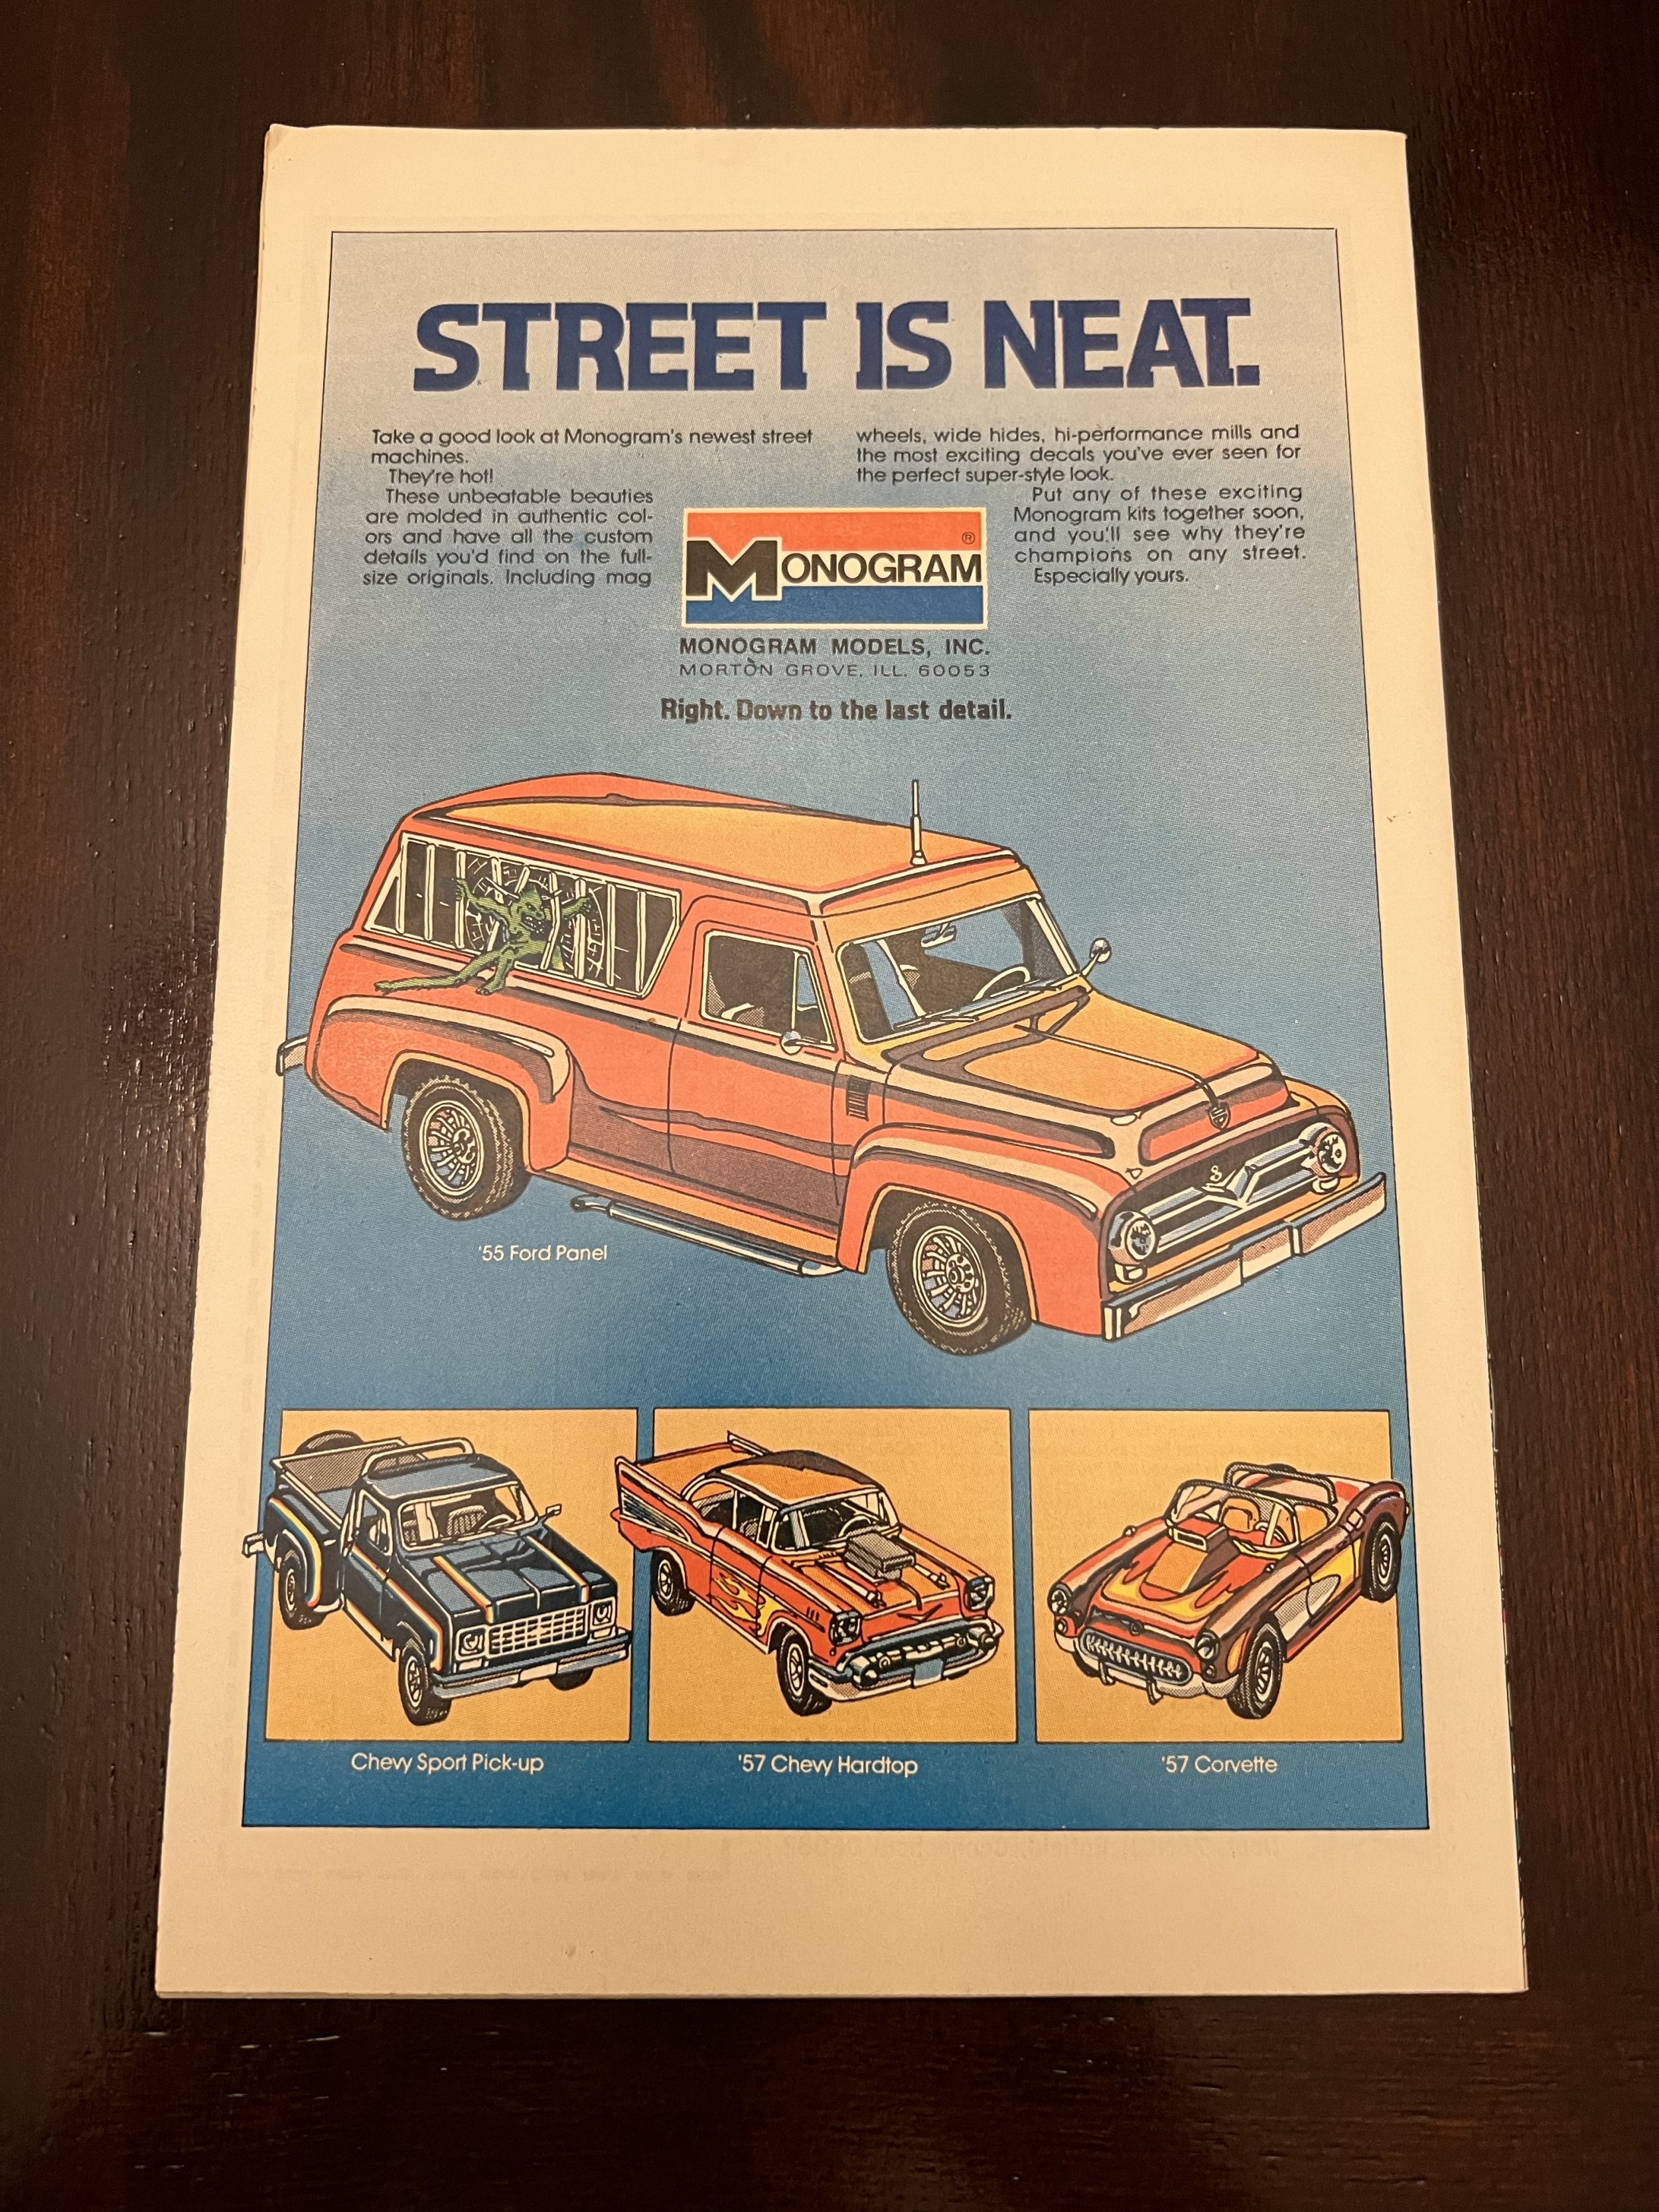 STREET IS NEAT.
Take a good look at Monogram's newest street
machines.
They're hot!
These unbeatable beauties
are molded in authentic col-
ors and have all the custom
details you'd find on the full-
size originals. Including mag
wheels, wide hides, hi-performance mills and
the most exciting decals you've ever seen for
the perfect super-style look.
Put any of these exciting
Monogram kits together soon,
and you'll see why they're
champions on any street.
Especially yours.
MONOGRAM ®
MONOGRAM MODELS, INC.
MORTON GROVE, ILL. 60053
Right. Down to the last detail.
8
'55 Ford Panel
Chevy Sport Pick-up
'57 Chevy Hardtop
'57 Corvette